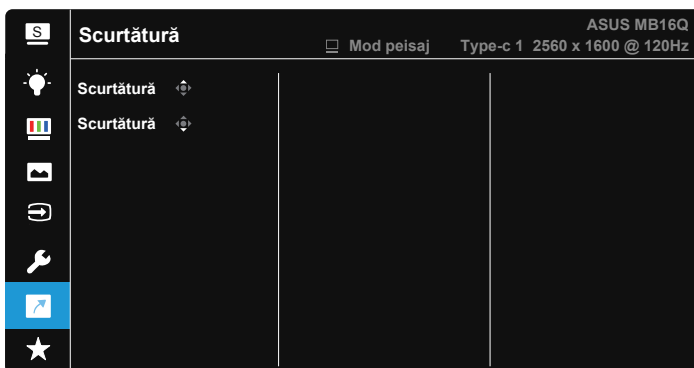 S
Scurtătură
ASUS MB16Q
Mod peisaj Type-c 1 2560 x 1600 @ 120Hz
Scurtătură
Scurtătură